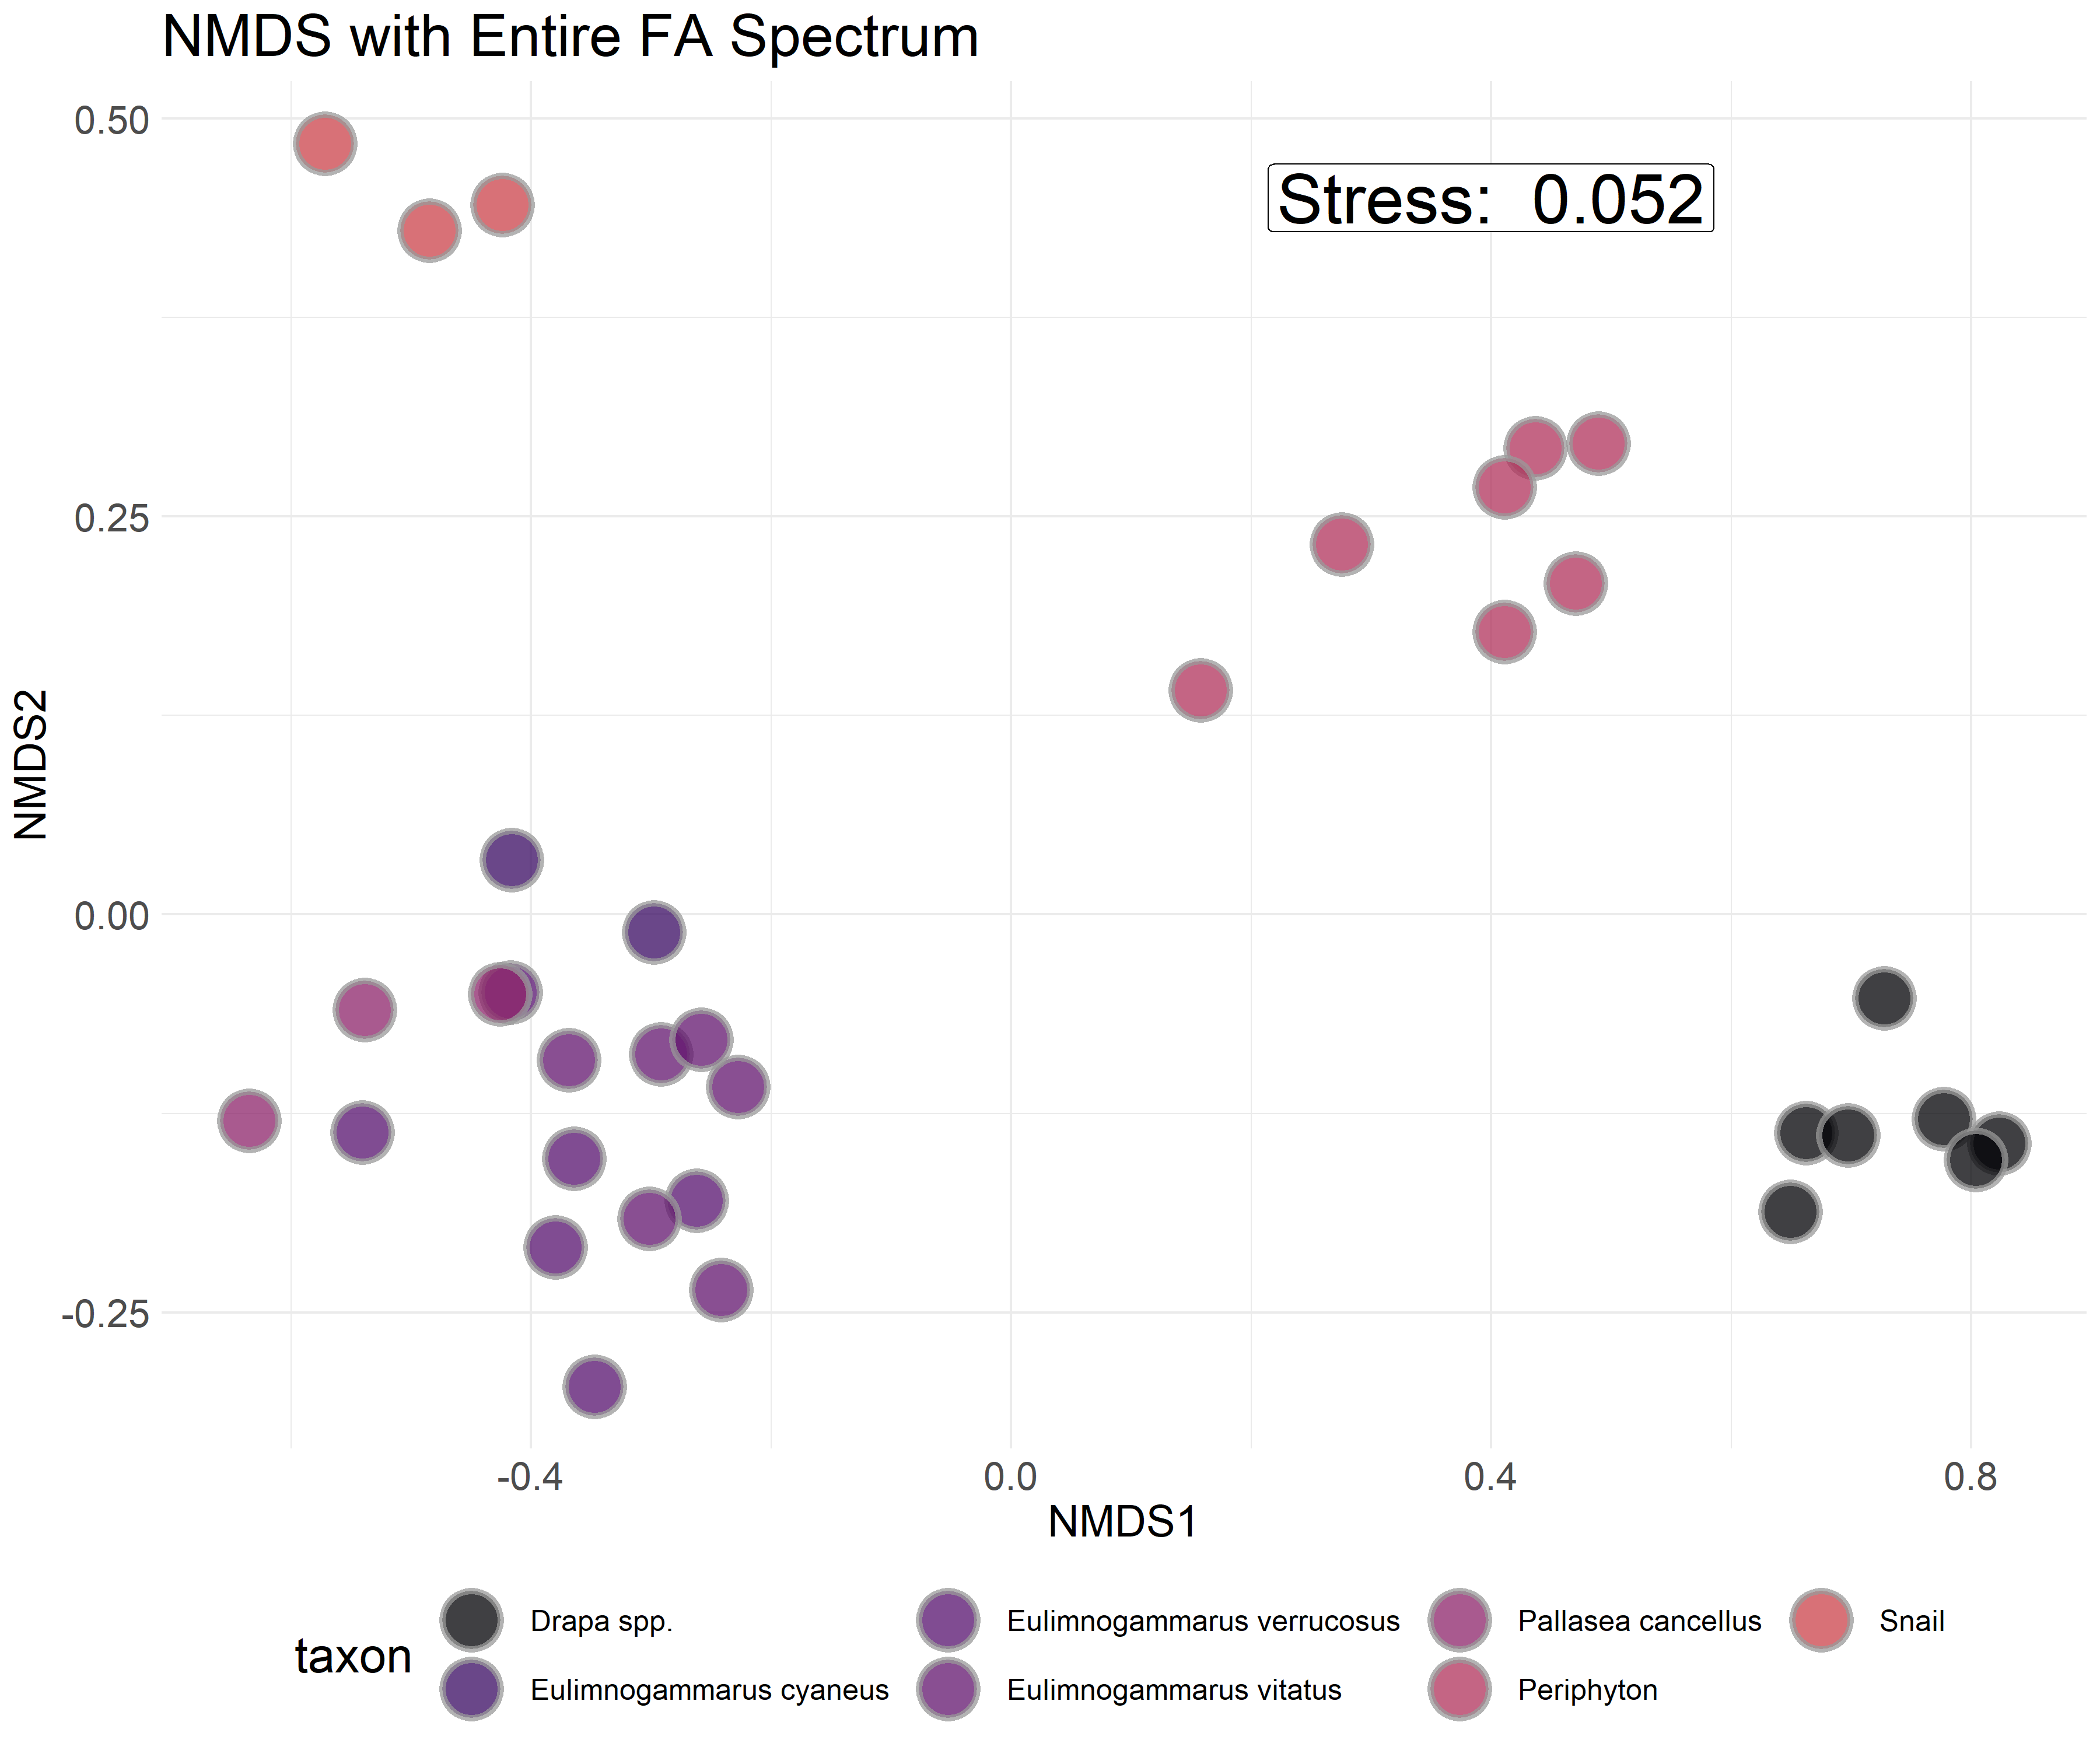 NMDS with Entire FA Spectrum
0.50
Stress:  0.052
0.25
NMDS2
0.00
-0.25
-0.4 0.0 0.4 0.8
NMDS1
taxon
Drapa spp. Eulimnogammarus verrucosus Pallasea cancellus Snail
Eulimnogammarus cyaneus Eulimnogammarus vitatus Periphyton